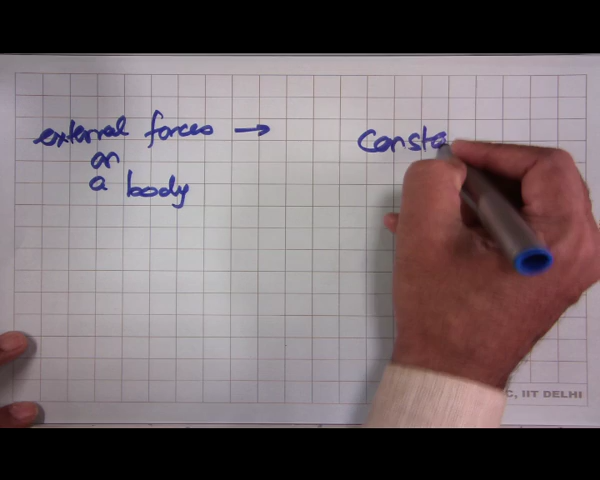 external forces → Consta
on
a body
C, IIT DELHI